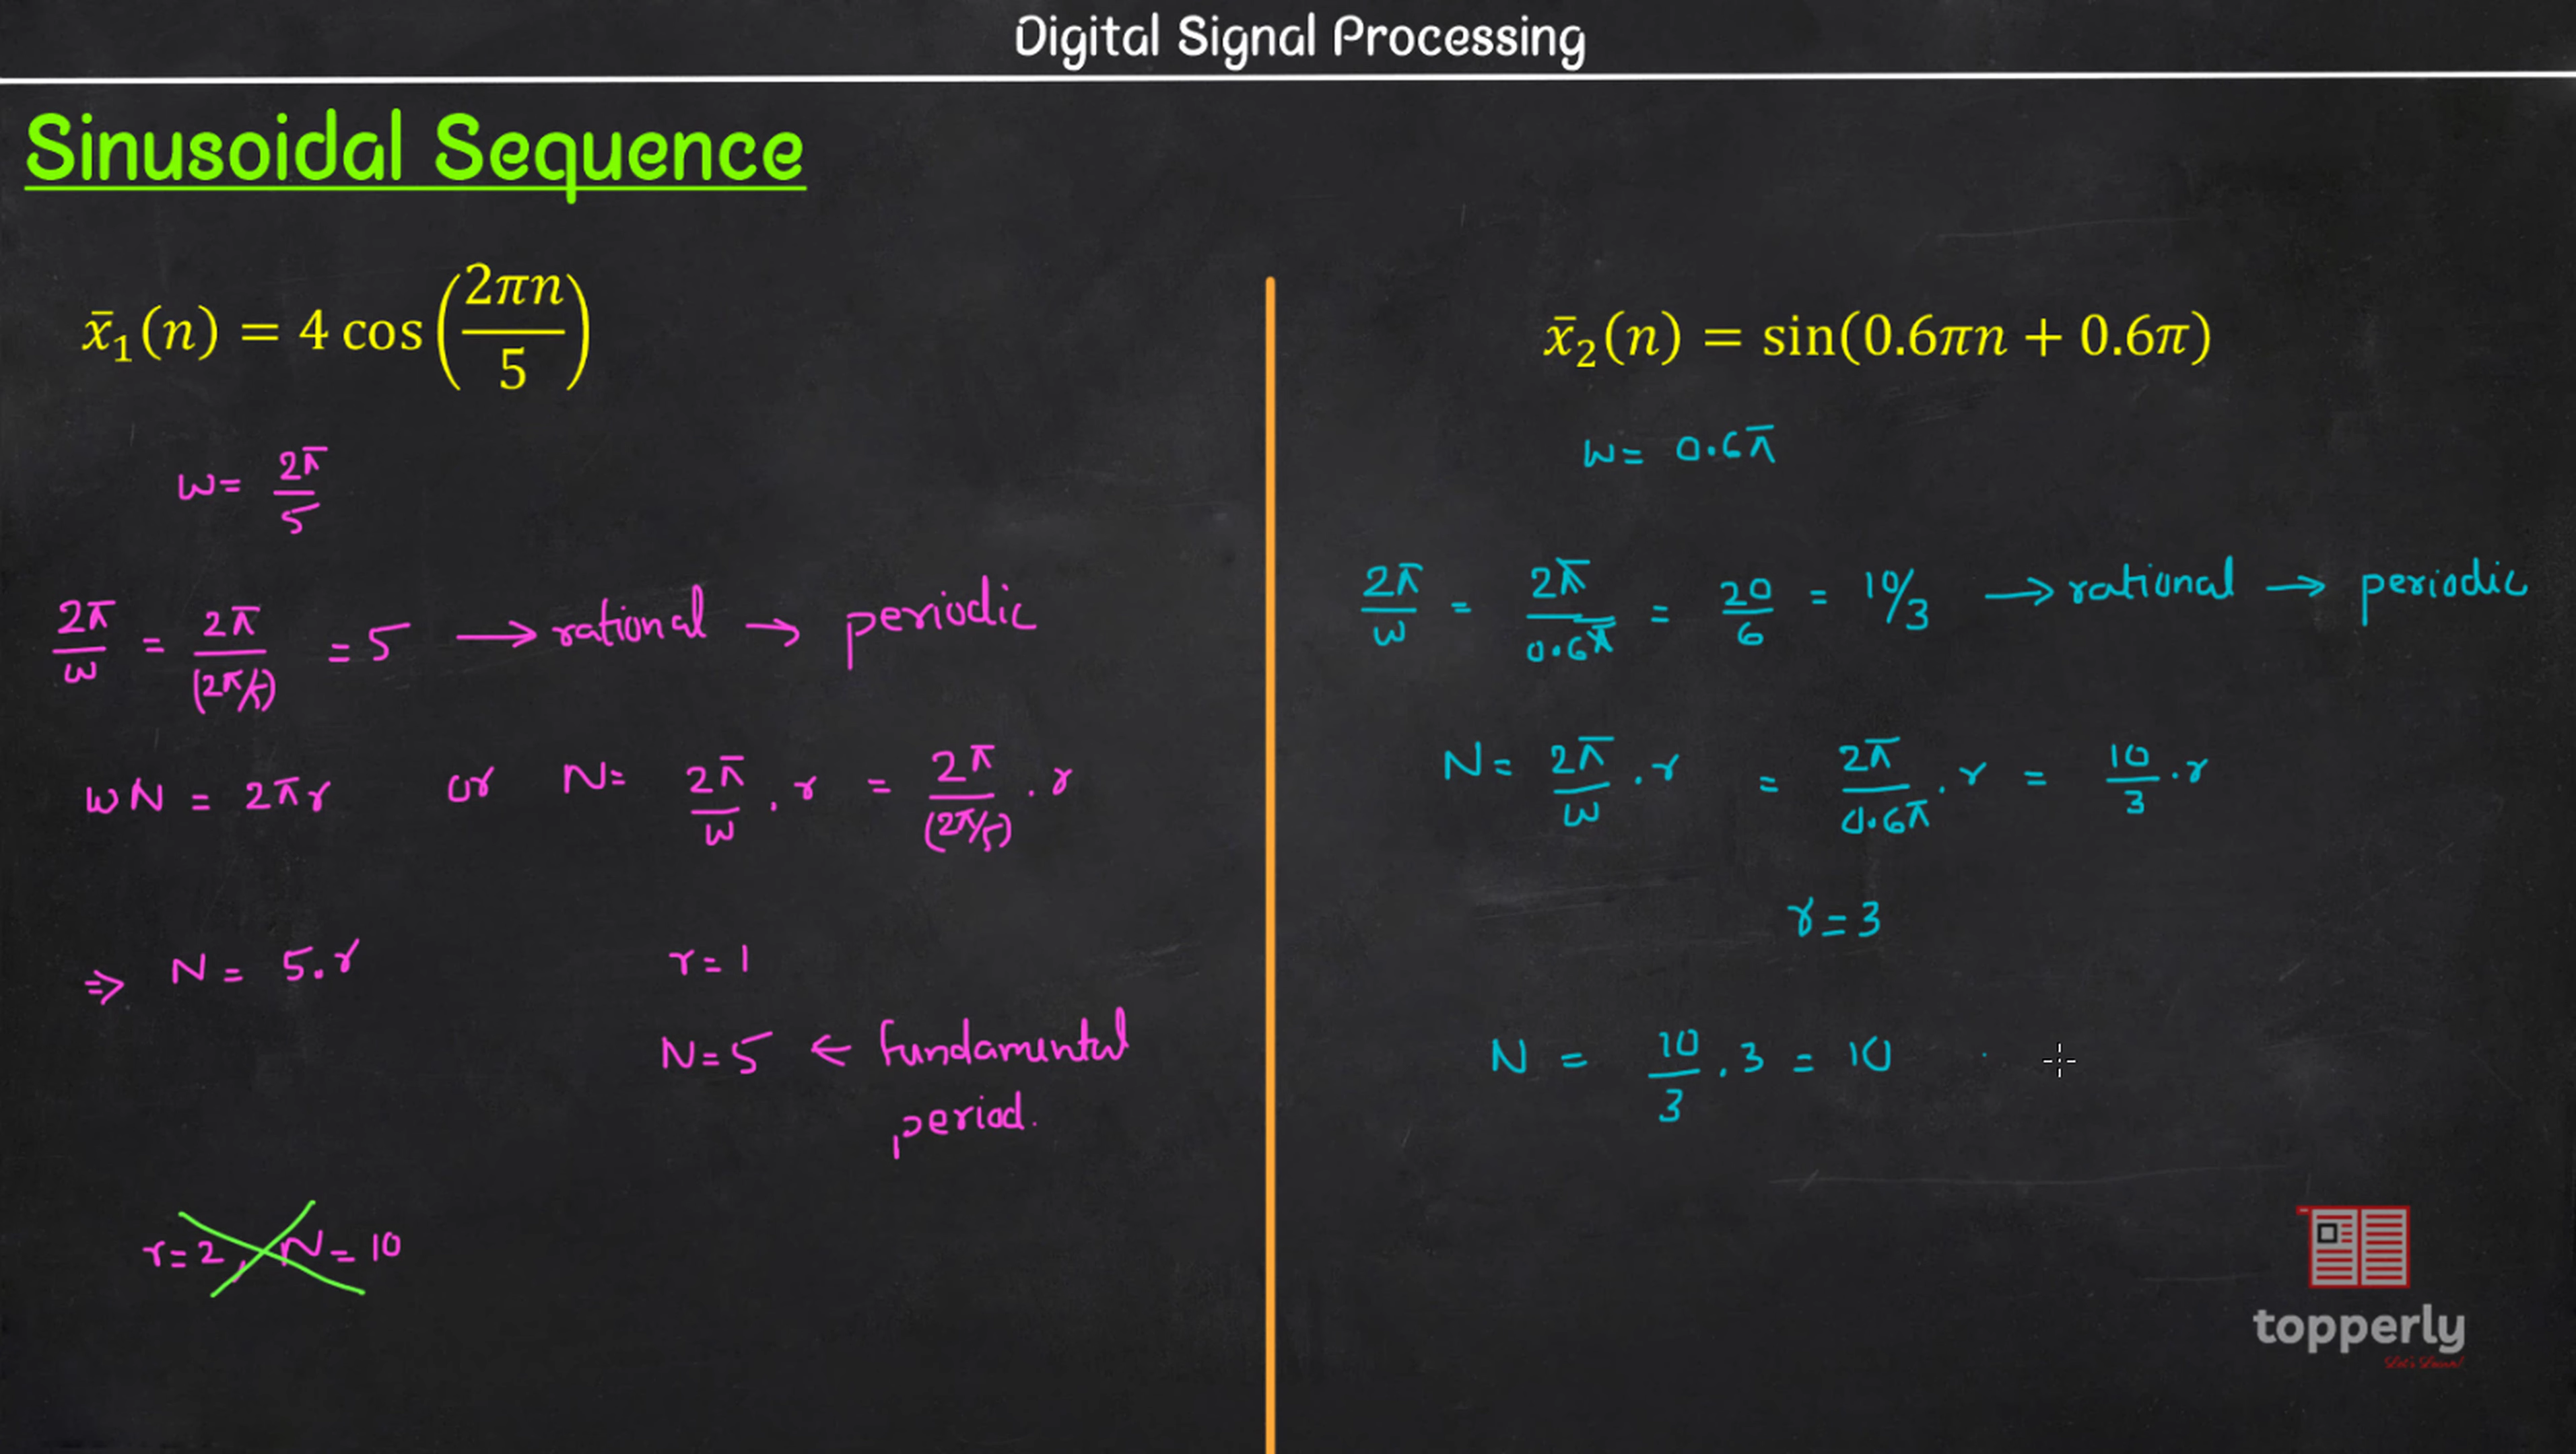 Digital Signal Processing
Sinusoidal Sequence
x̄₁(n) = 4 cos(2πn/5)
ω = 2π/5
2π/ω = 2π/(2π/5) = 5 → rational → periodic
ωN = 2πr or N = 2π/ω . r = 2π/(2π/5) . r
⇒ N = 5.r
r = 1
N = 5 ← fundamental
period.
r = 2, N = 10
x̄₂(n) = sin(0.6πn + 0.6π)
ω = 0.6π
2π/ω = 2π/0.6π = 20/6 = 10/3 → rational → periodic
N = 2π/ω . r = 2π/0.6π . r = 10/3 . r
r = 3
N = 10/3 . 3 = 10
topperly
Let's Learn!